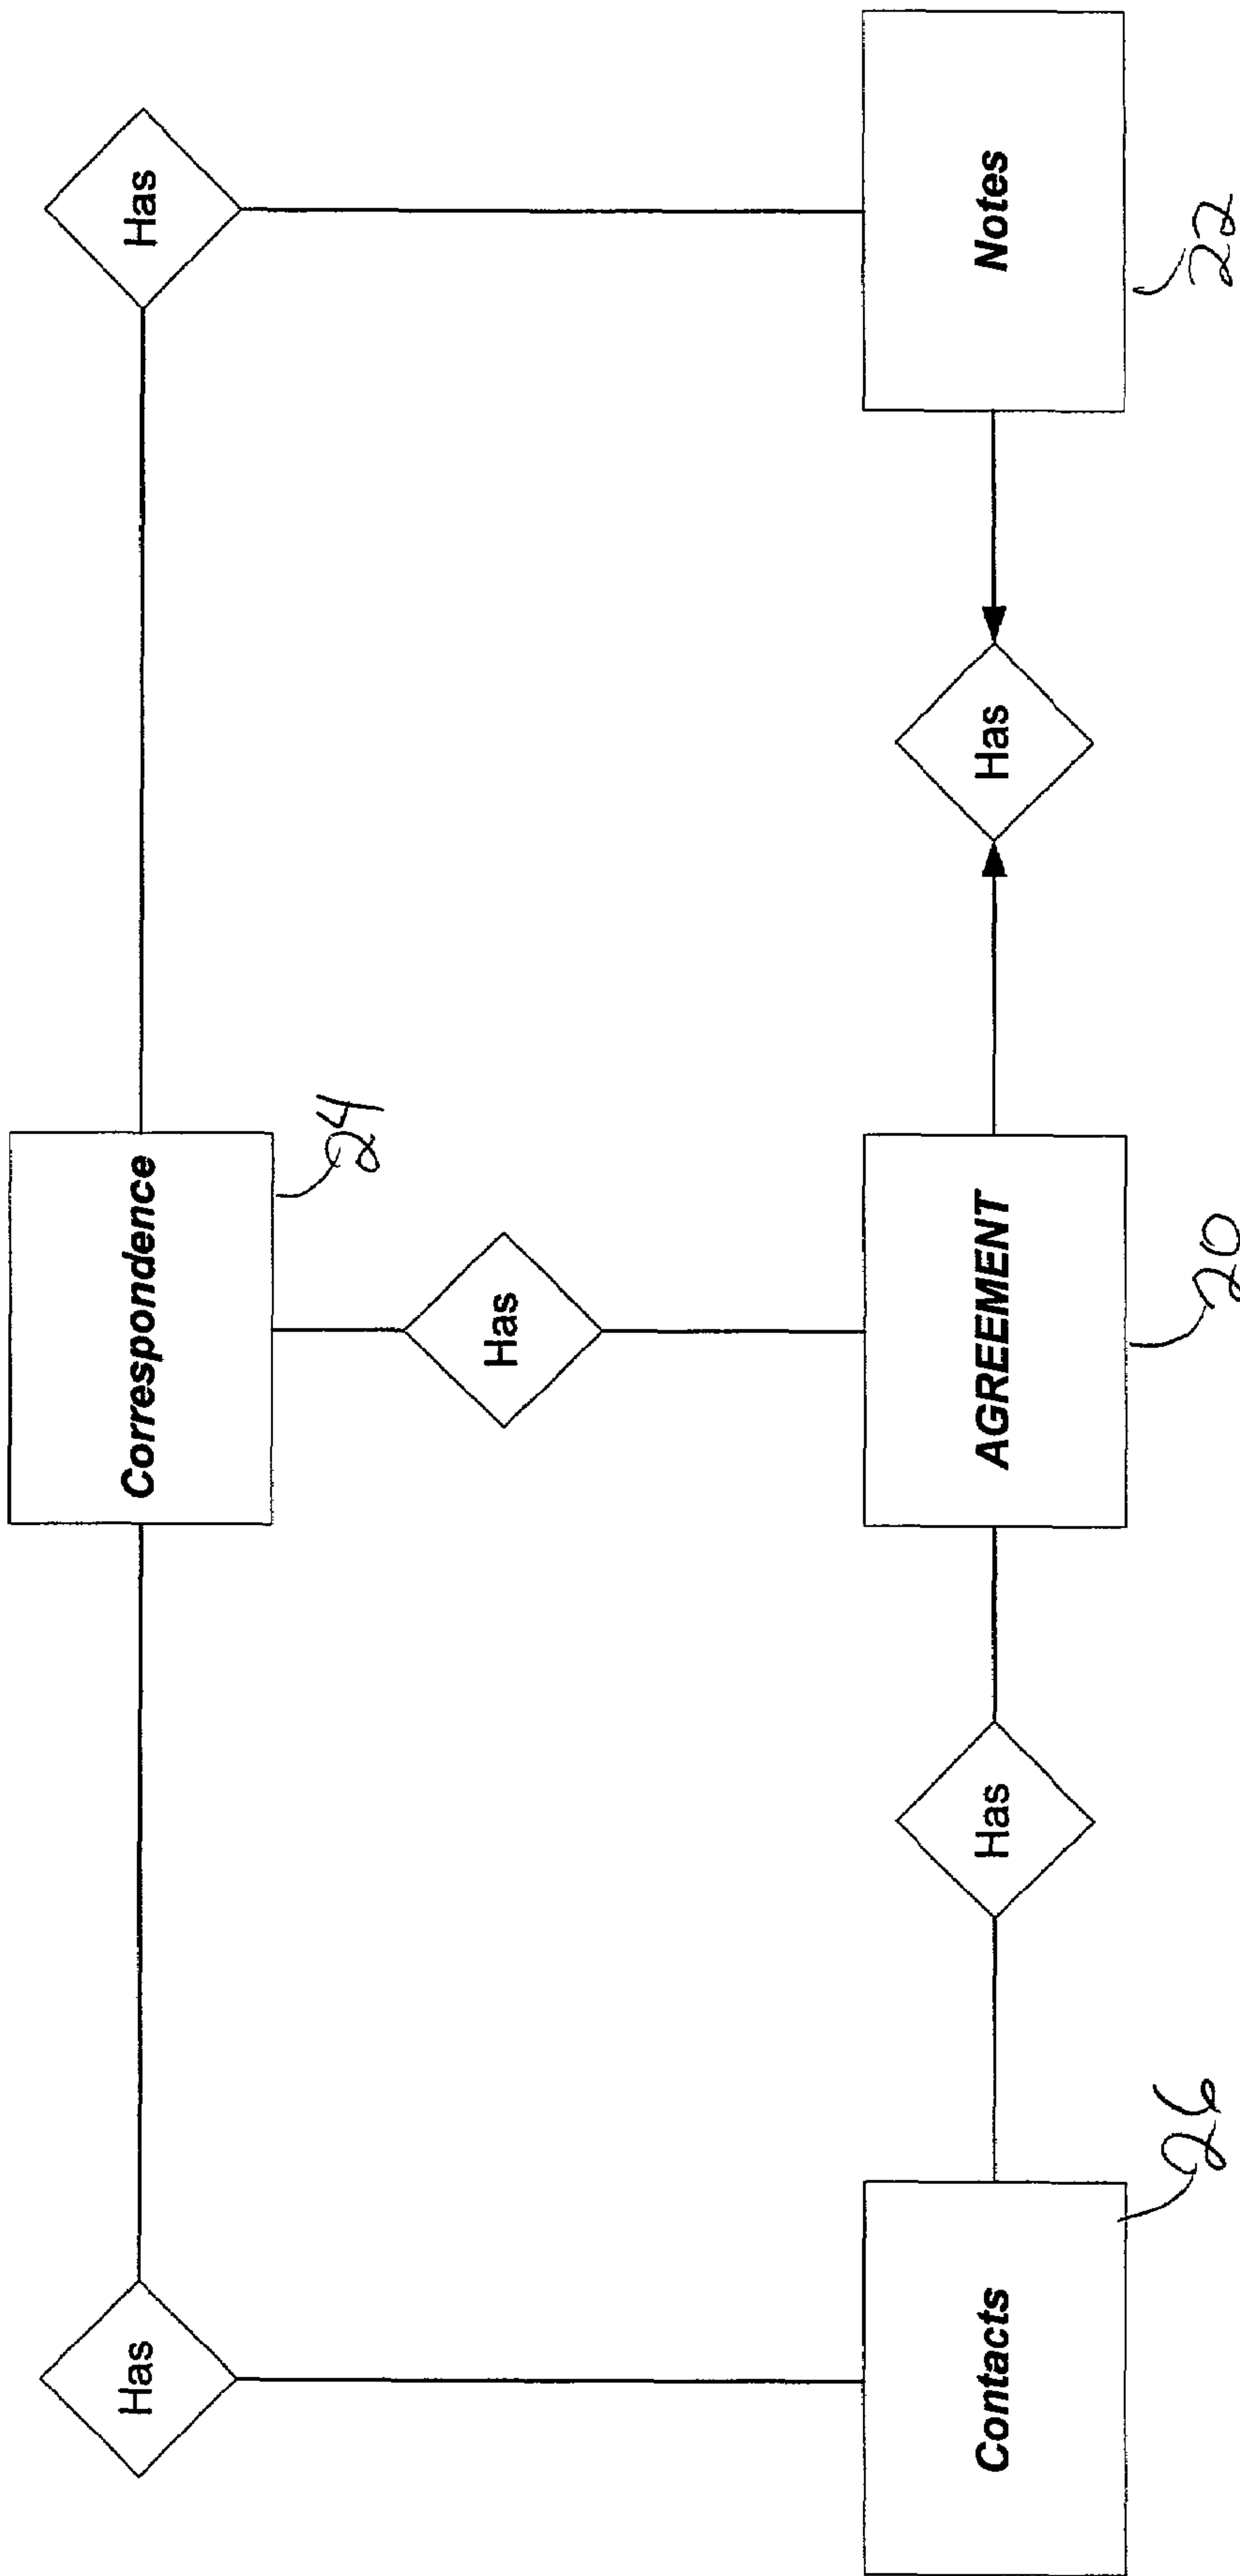 Has
Correspondence
Has
24
Has
Contacts
Has
AGREEMENT
Has
Notes
26
20
22